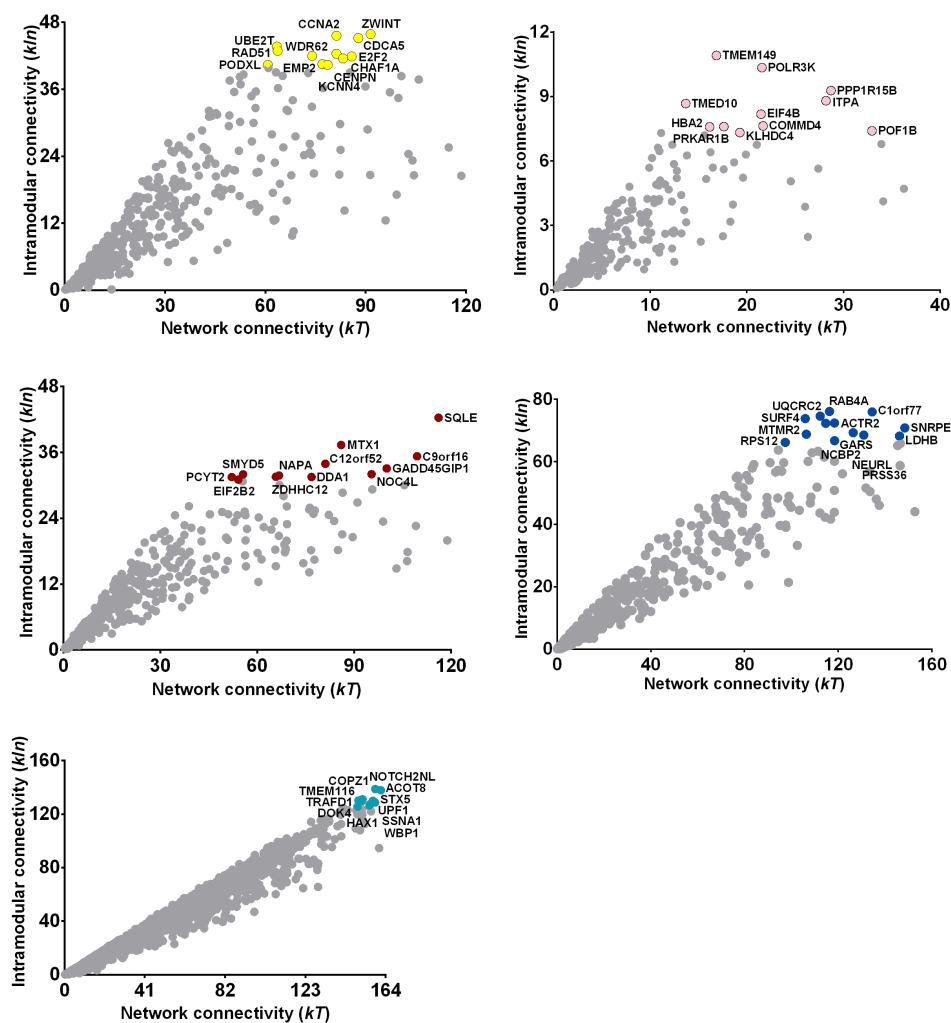 48
36
24
12
0
Intramodular connectivity (kIn)
CCNA2
ZWINT
UBE2T
WDR62
CDCA5
RAD51
E2F2
PODXL
EMP2
CHAF1A
CENPN
KCNN4
0 30 60 90 120
Network connectivity (kT)
12
9
6
3
0
Intramodular connectivity (kIn)
TMEM149
POLR3K
PPP1R15B
TMED10
ITPA
EIF4B
HBA2
COMMD4
POF1B
PRKAR1B
KLHDC4
0 10 20 30 40
Network connectivity (kT)
48
36
24
12
0
Intramodular connectivity (kIn)
SQLE
MTX1
C12orf52
C9orf16
SMYD5
NAPA
GADD45GIP1
PCYT2
DDA1
NOC4L
EIF2B2
ZDHHC12
0 30 60 90 120
Network connectivity (kT)
80
60
40
20
0
Intramodular connectivity (kIn)
RAB4A
UQCRC2
C1orf77
SURF4
ACTR2
SNRPE
MTMR2
RPS12
GARS
LDHB
NCBP2
NEURL
PRSS36
0 40 80 120 160
Network connectivity (kT)
160
120
80
40
0
Intramodular connectivity (kIn)
NOTCH2NL
COPZ1
ACOT8
TMEM116
STX5
TRAFD1
UPF1
DOK4
SSNA1
HAX1
WBP1
0 41 82 123 164
Network connectivity (kT)